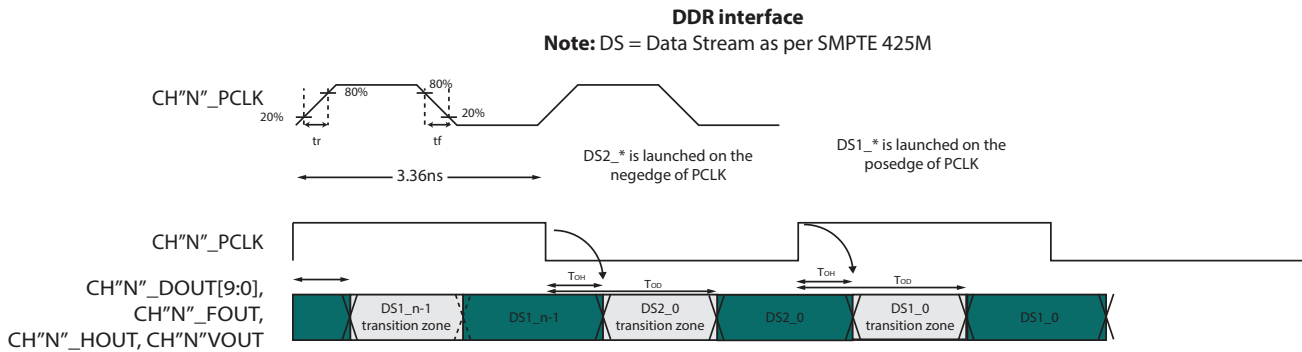 DDR interface
Note: DS = Data Stream as per SMPTE 425M
CH"N"_PCLK
80%
80%
20%
20%
tr
tf
DS2_* is launched on the
negedge of PCLK
DS1_* is launched on the
posedge of PCLK
3.36ns
CH"N"_PCLK
TOH
TOD
TOH
TOD
CH"N"_DOUT[9:0],
CH"N"_FOUT,
CH"N"_HOUT, CH"N"VOUT
DS1_n-1
transition zone
DS1_n-1
DS2_0
transition zone
DS2_0
DS1_0
transition zone
DS1_0